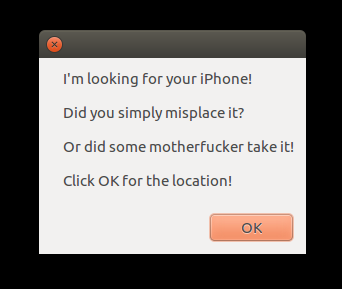 I'm looking for your iPhone!
Did you simply misplace it?
Or did some motherfucker take it!
Click OK for the location!
OK